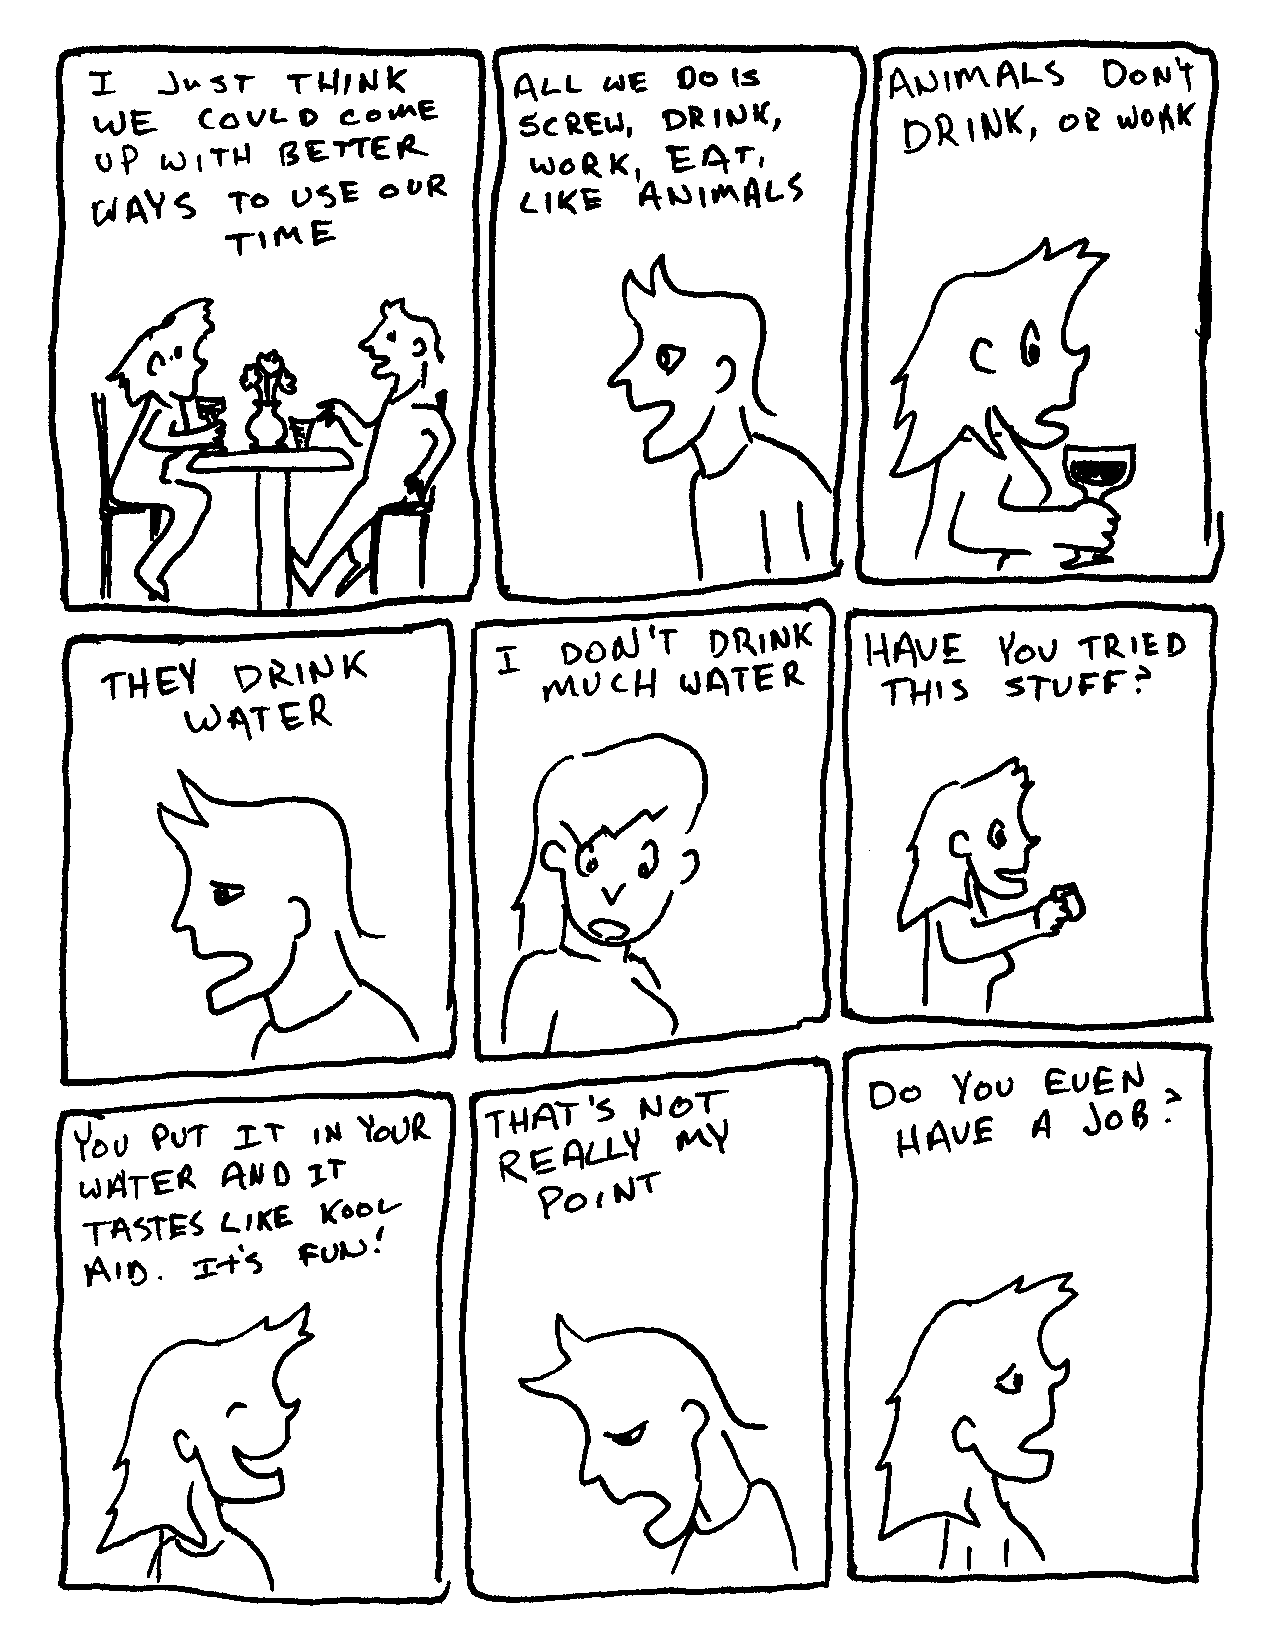 I JUST THINK
WE COULD COME
UP WITH BETTER
WAYS TO USE OUR
TIME
ALL WE DO IS
SCREW, DRINK,
WORK, EAT,
LIKE ANIMALS
ANIMALS DON'T
DRINK, OR WORK
THEY DRINK
WATER
I DON'T DRINK
MUCH WATER
HAVE YOU TRIED
THIS STUFF?
YOU PUT IT IN YOUR
WATER AND IT
TASTES LIKE KOOL
AID. IT'S FUN!
THAT'S NOT
REALLY MY
POINT
DO YOU EVEN
HAVE A JOB?